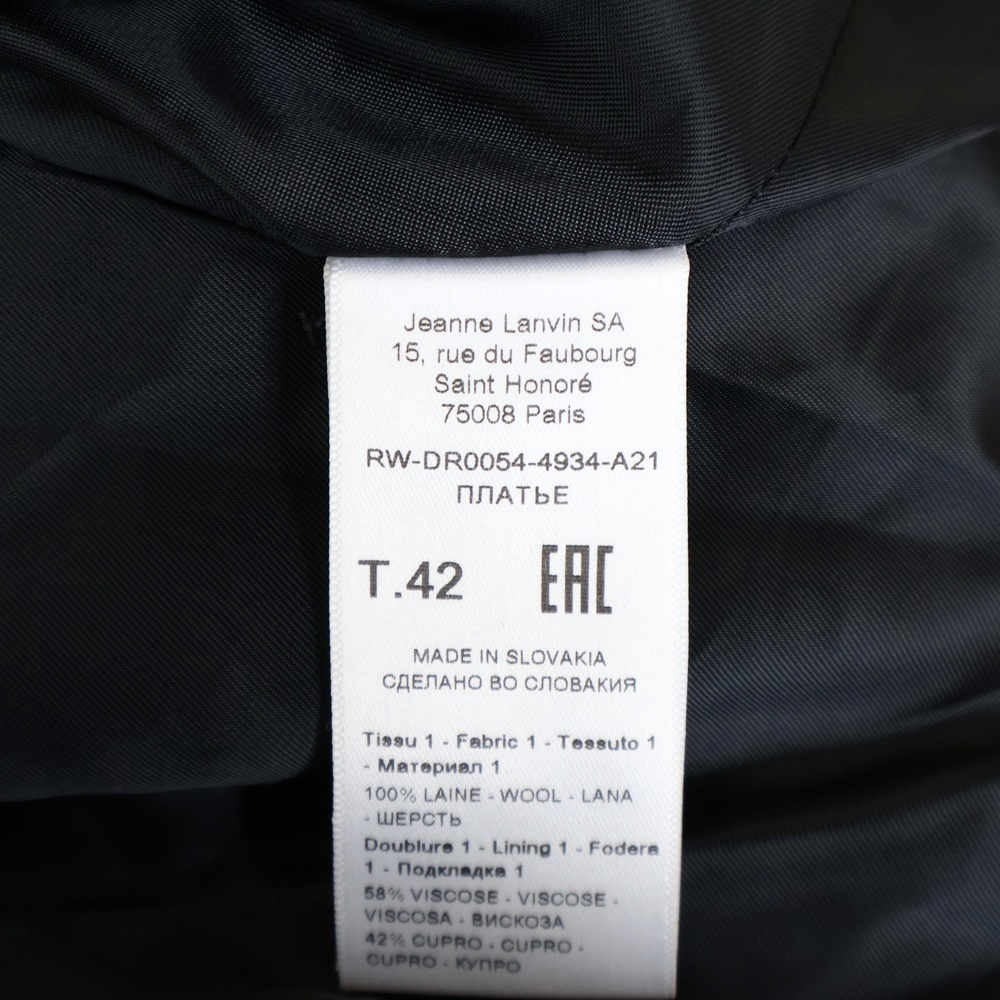 Jeanne Lanvin SA
15, rue du Faubourg
Saint Honoré
75008 Paris
RW-DR0054-4934-A21
ПЛАТЬЕ
T.42 EAC
MADE IN SLOVAKIA
СДЕЛАНО ВО СЛОВАКИЯ
Tissu 1 - Fabric 1 - Tessuto 1
- Материал 1
100% LAINE - WOOL - LANA
- ШЕРСТЬ
Doublure 1 - Lining 1 - Fodera
1 - Подкладка 1
58% VISCOSE - VISCOSE -
VISCOSA - ВИСКОЗА
42% CUPRO - CUPRO -
CUPRO - КУПРО